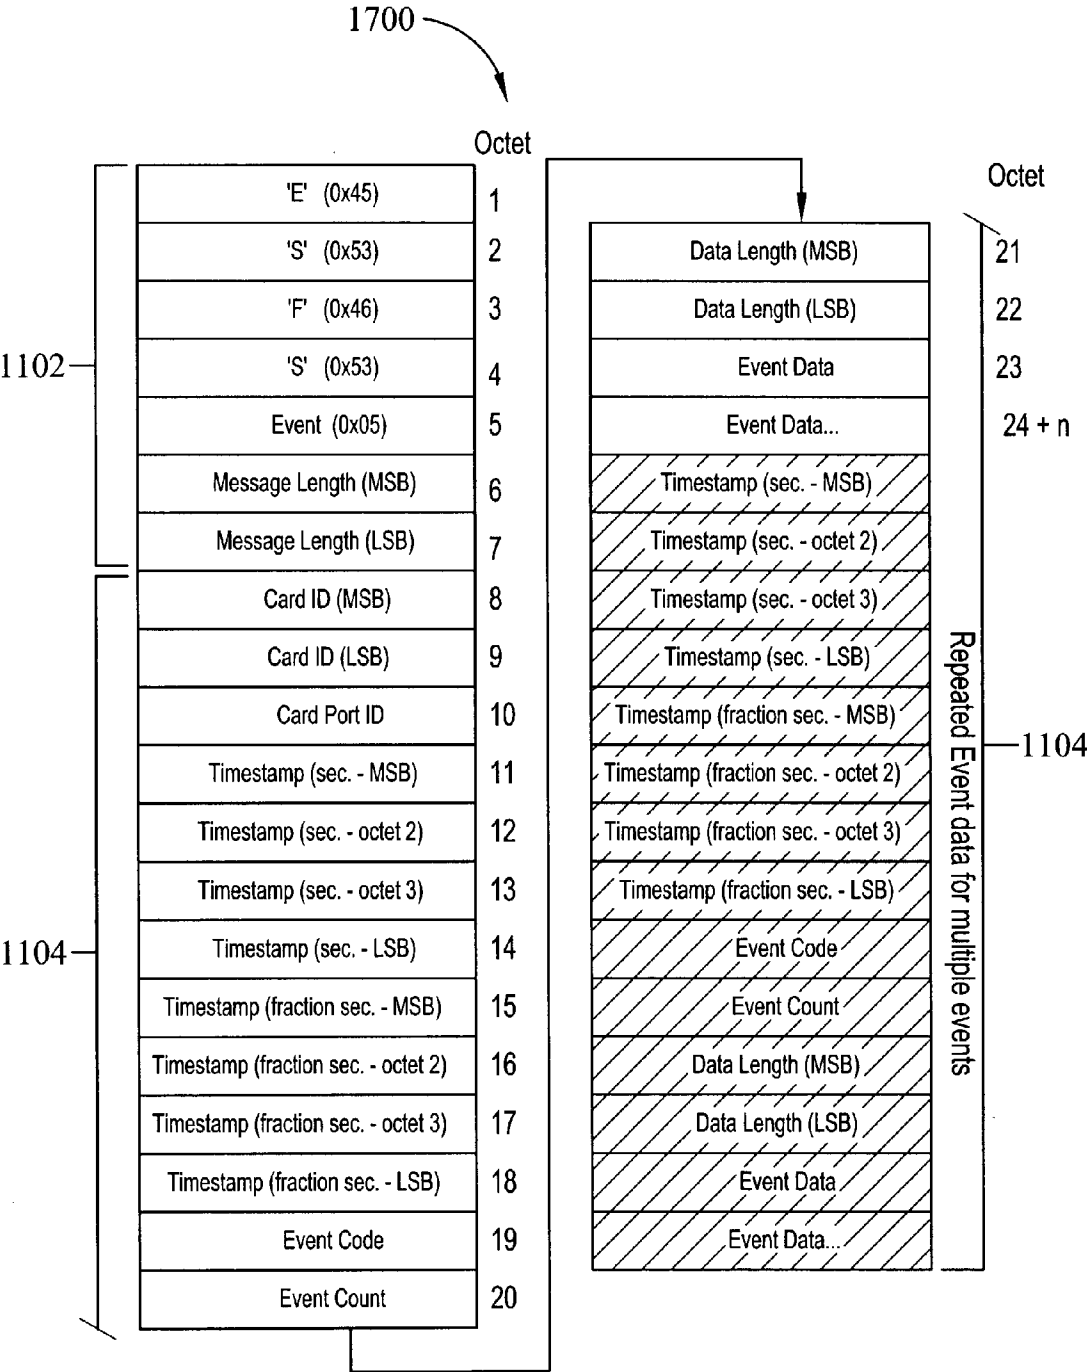 1700
Octet
'E' (0x45) 1
'S' (0x53) 2
'F' (0x46) 3
'S' (0x53) 4
1102
Event (0x05) 5
Message Length (MSB) 6
Message Length (LSB) 7
Card ID (MSB) 8
Card ID (LSB) 9
Card Port ID 10
Timestamp (sec. - MSB) 11
Timestamp (sec. - octet 2) 12
Timestamp (sec. - octet 3) 13
1104
Timestamp (sec. - LSB) 14
Timestamp (fraction sec. - MSB) 15
Timestamp (fraction sec. - octet 2) 16
Timestamp (fraction sec. - octet 3) 17
Timestamp (fraction sec. - LSB) 18
Event Code 19
Event Count 20
Octet
Data Length (MSB) 21
Data Length (LSB) 22
Event Data 23
Event Data... 24 + n
Timestamp (sec. - MSB)
Timestamp (sec. - octet 2)
Timestamp (sec. - octet 3)
Timestamp (sec. - LSB)
Timestamp (fraction sec. - MSB)
Timestamp (fraction sec. - octet 2)
Timestamp (fraction sec. - octet 3)
Timestamp (fraction sec. - LSB)
Event Code
Event Count
Data Length (MSB)
Data Length (LSB)
Event Data
Event Data...
Repeated Event data for multiple events
1104